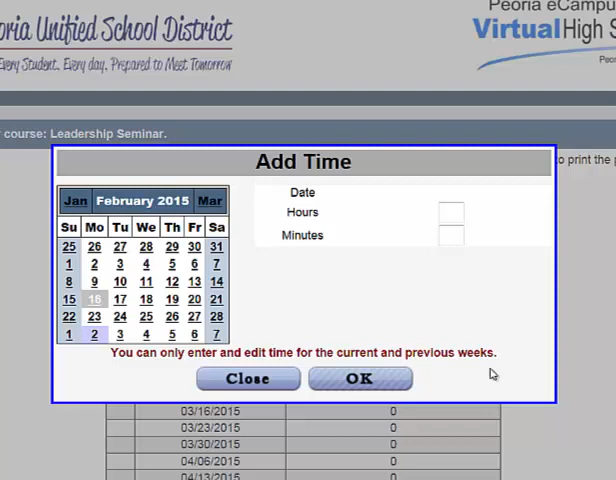 Peoria eCampu
oria Unified School District
Virtual High S
Every Student. Every day. Prepared to Meet Tomorrow
Peor
r course: Leadership Seminar.
Add Time
to print the p
Jan February 2015 Mar
Date
Su Mo Tu We Th Fr Sa
Hours
25 26 27 28 29 30 31
Minutes
1 2 3 4 5 6 7
8 9 10 11 12 13 14
15 16 17 18 19 20 21
22 23 24 25 26 27 28
1 2 3 4 5 6 7
You can only enter and edit time for the current and previous weeks.
Close OK
03/16/2015 0
03/23/2015 0
03/30/2015 0
04/06/2015 0
04/13/2015 0